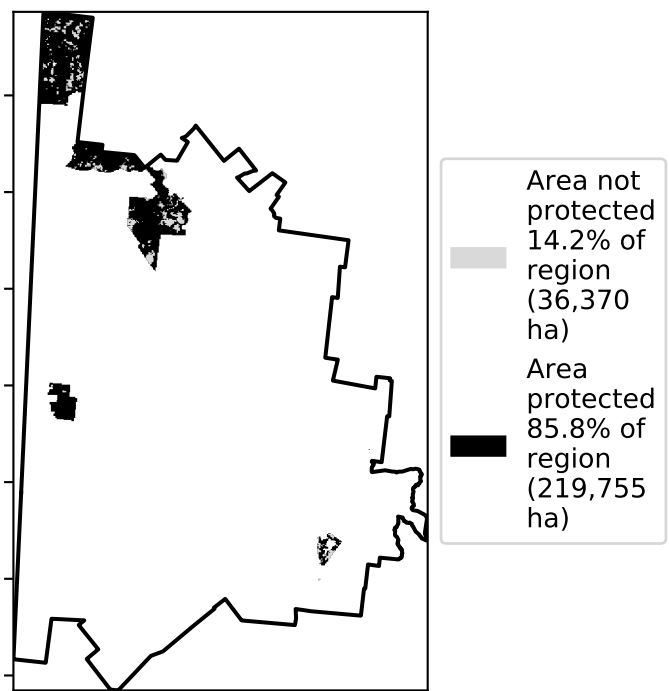 Area not
protected
14.2% of
region
(36,370
ha)
Area
protected
85.8% of
region
(219,755
ha)